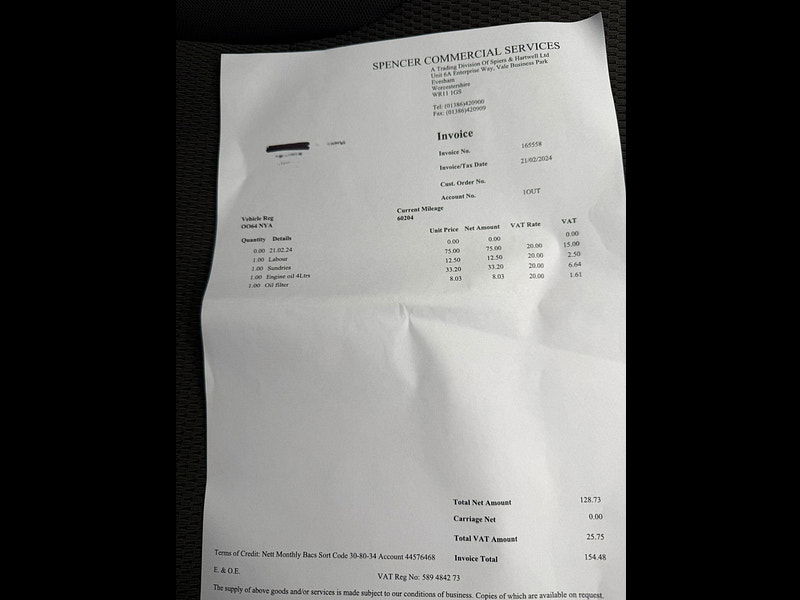 SPENCER COMMERCIAL SERVICES
A Trading Division Of Spiers & Hartwell Ltd
Unit 6A Enterprise Way, Vale Business Park
Evesham
Worcestershire
WR11 1GS
Tel: (01386)420900
Fax: (01386)420909
Invoice
Invoice No. 165558
Invoice/Tax Date 21/02/2024
Cust. Order No.
Account No. 1OUT
Vehicle Reg Current Mileage
OO64 NYA 60204
Quantity Details Unit Price Net Amount VAT Rate VAT
0.00 21.02.24 0.00 0.00 0.00
1.00 Labour 75.00 75.00 20.00 15.00
1.00 Sundries 12.50 12.50 20.00 2.50
1.00 Engine oil 4Ltrs 33.20 33.20 20.00 6.64
1.00 Oil filter 8.03 8.03 20.00 1.61
Total Net Amount 128.73
Carriage Net 0.00
Total VAT Amount 25.75
Terms of Credit: Nett Monthly Bacs Sort Code 30-80-34 Account 44576468 Invoice Total 154.48
E. & O.E.
VAT Reg No: 589 4842 73
The supply of above goods and/or services is made subject to our conditions of business. Copies of which are available on request.